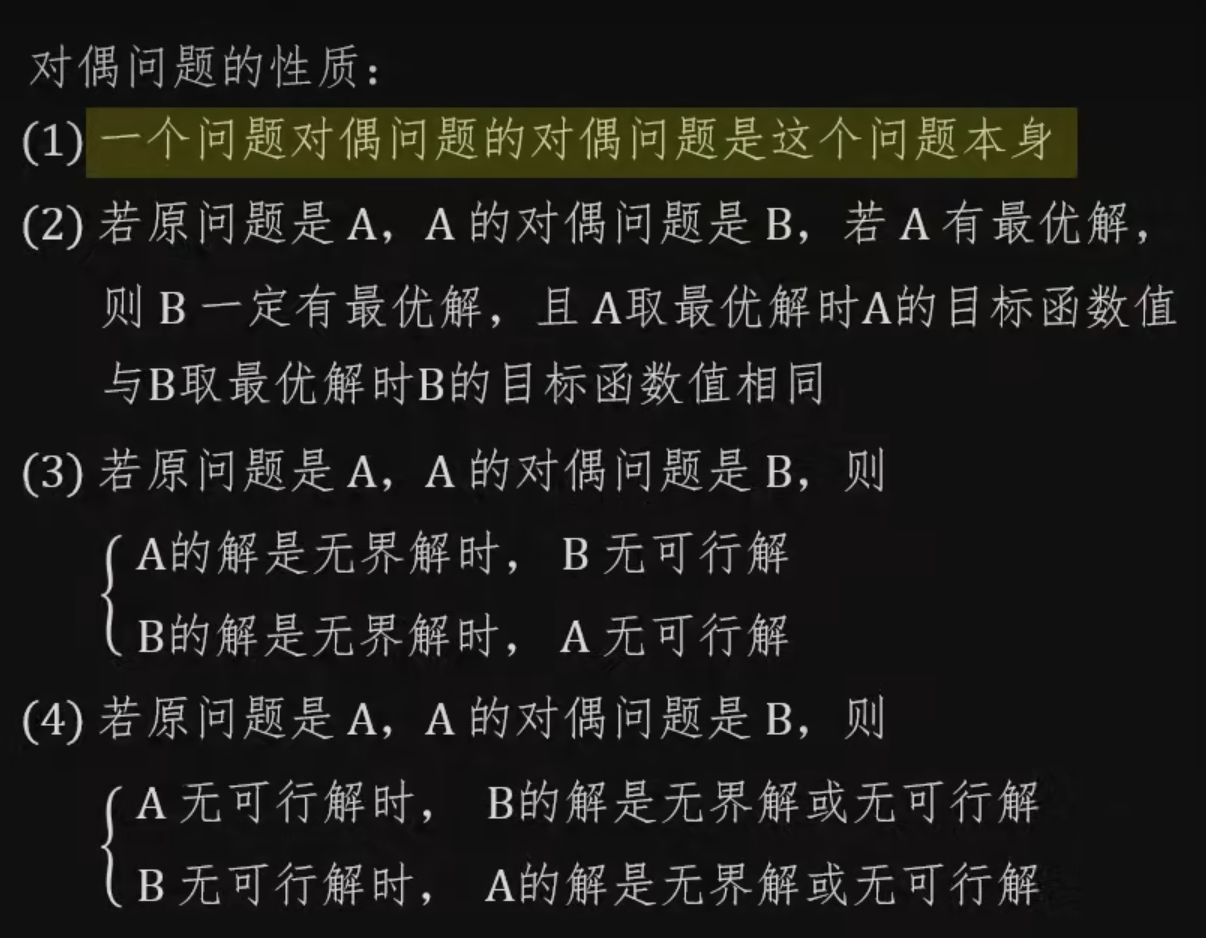 对偶问题的性质：
(1) 一个问题对偶问题的对偶问题是这个问题本身
(2) 若原问题是 A，A 的对偶问题是 B，若 A 有最优解，
则 B 一定有最优解，且 A取最优解时A的目标函数值
与B取最优解时B的目标函数值相同
(3) 若原问题是 A，A 的对偶问题是 B，则
A的解是无界解时， B 无可行解
B的解是无界解时， A 无可行解
(4) 若原问题是 A，A 的对偶问题是 B，则
A 无可行解时， B的解是无界解或无可行解
B 无可行解时， A的解是无界解或无可行解